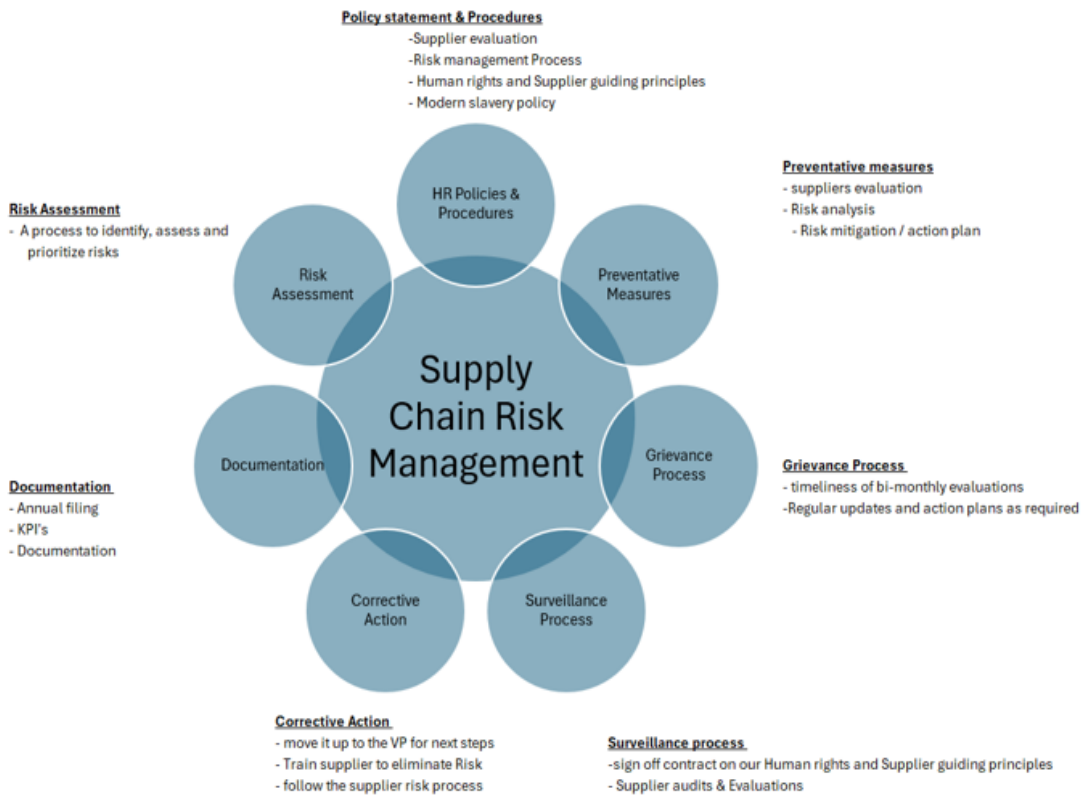 Policy statement & Procedures
-Supplier evaluation
-Risk management Process
- Human rights and Supplier guiding principles
- Modern slavery policy
HR Policies &
Procedures
Preventative measures
- suppliers evaluation
- Risk analysis
- Risk mitigation / action plan
Risk Assessment
- A process to identify, assess and
prioritize risks
Risk
Assessment
Preventative
Measures
Supply
Chain Risk
Management
Documentation
Grievance
Process
Grievance Process
- timeliness of bi-monthly evaluations
-Regular updates and action plans as required
Documentation
- Annual filing
- KPI's
- Documentation
Corrective
Action
Surveillance
Process
Corrective Action
- move it up to the VP for next steps
- Train supplier to eliminate Risk
- follow the supplier risk process
Surveillance process
-sign off contract on our Human rights and Supplier guiding principles
- Supplier audits & Evaluations